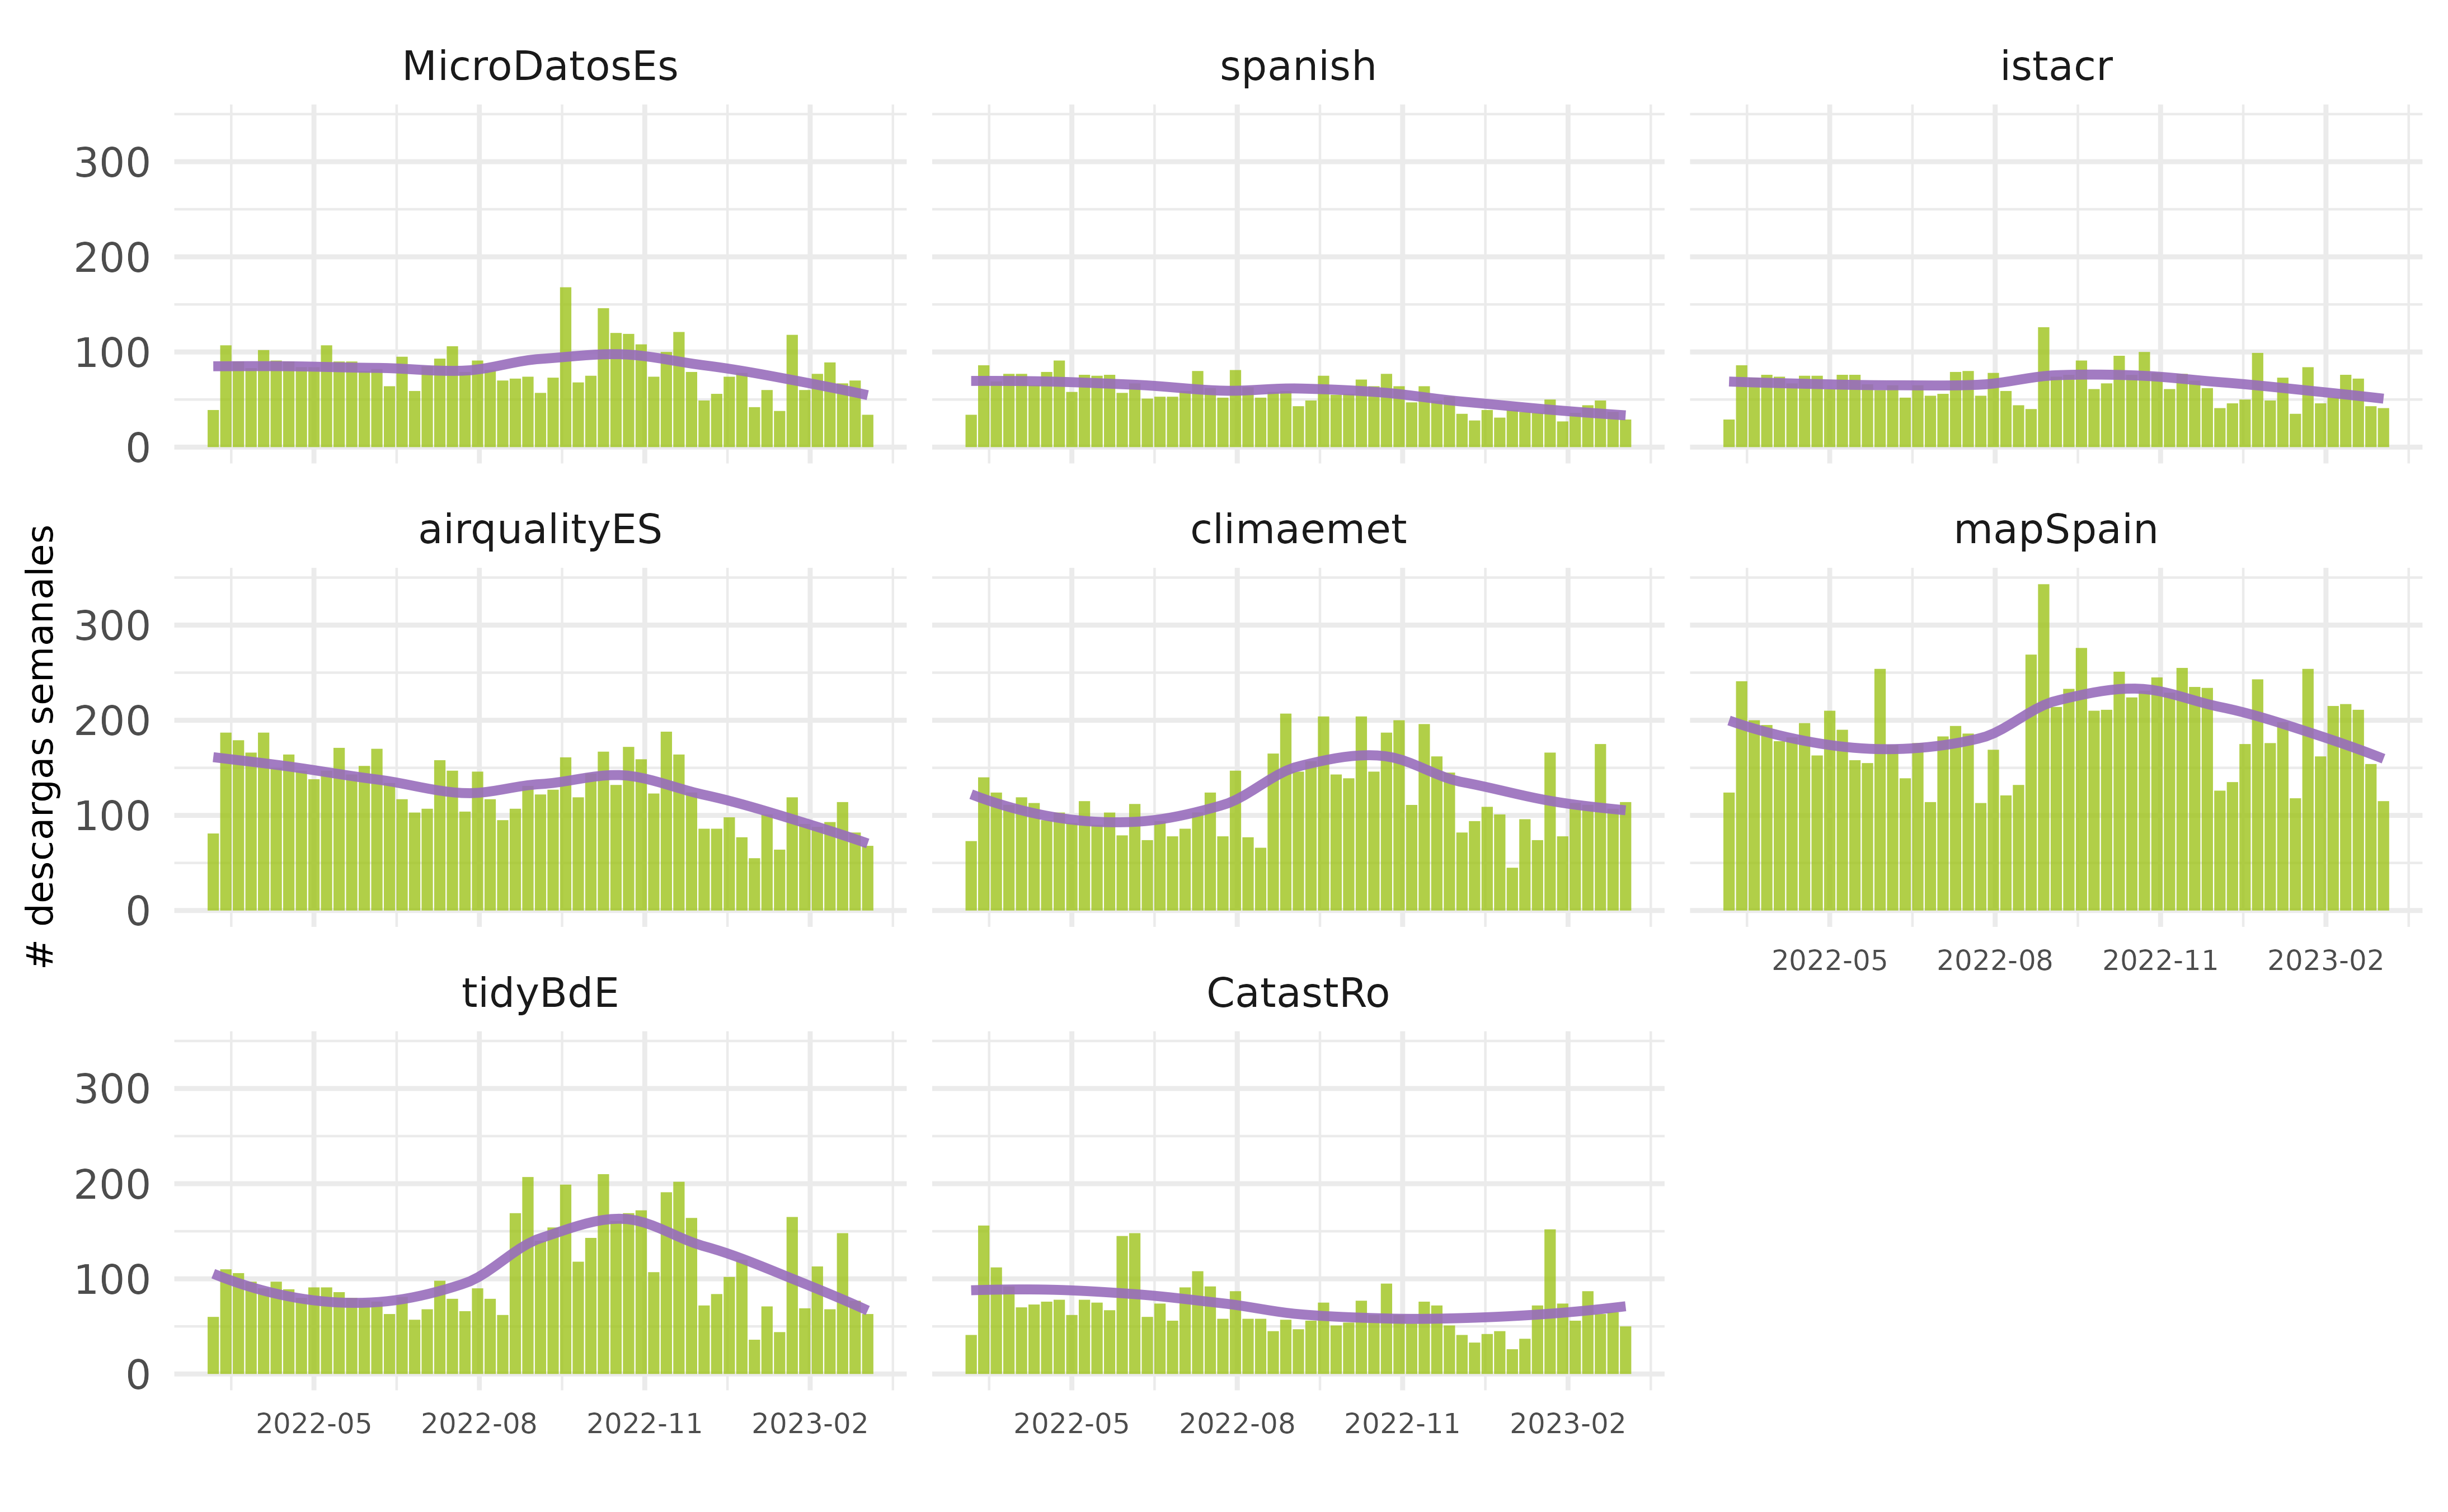 MicroDatosEs
spanish
istacr
300
200
100
0
airqualityES
climaemet
mapSpain
# descargas semanales
300
200
100
0
2022-05 2022-08 2022-11 2023-02
tidyBdE
CatastRo
300
200
100
0
2022-05 2022-08 2022-11 2023-02
2022-05 2022-08 2022-11 2023-02